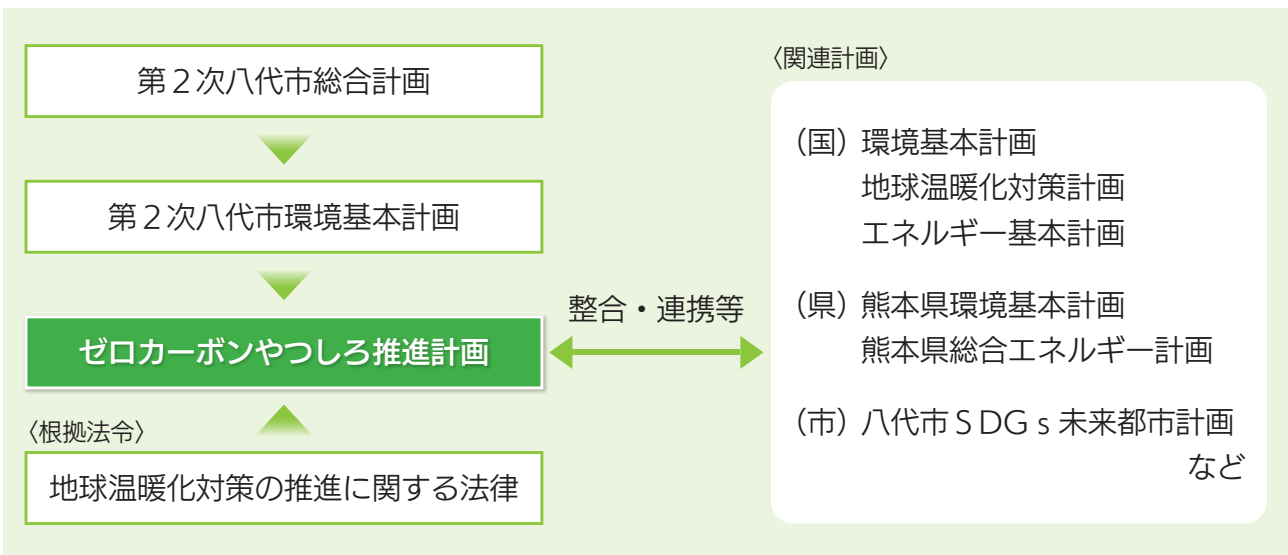 第２次八代市総合計画
第２次八代市環境基本計画
ゼロカーボンやつしろ推進計画
〈根拠法令〉
地球温暖化対策の推進に関する法律
整合・連携等
〈関連計画〉
（国）環境基本計画
地球温暖化対策計画
エネルギー基本計画
（県）熊本県環境基本計画
熊本県総合エネルギー計画
（市）八代市ＳＤＧｓ未来都市計画
など